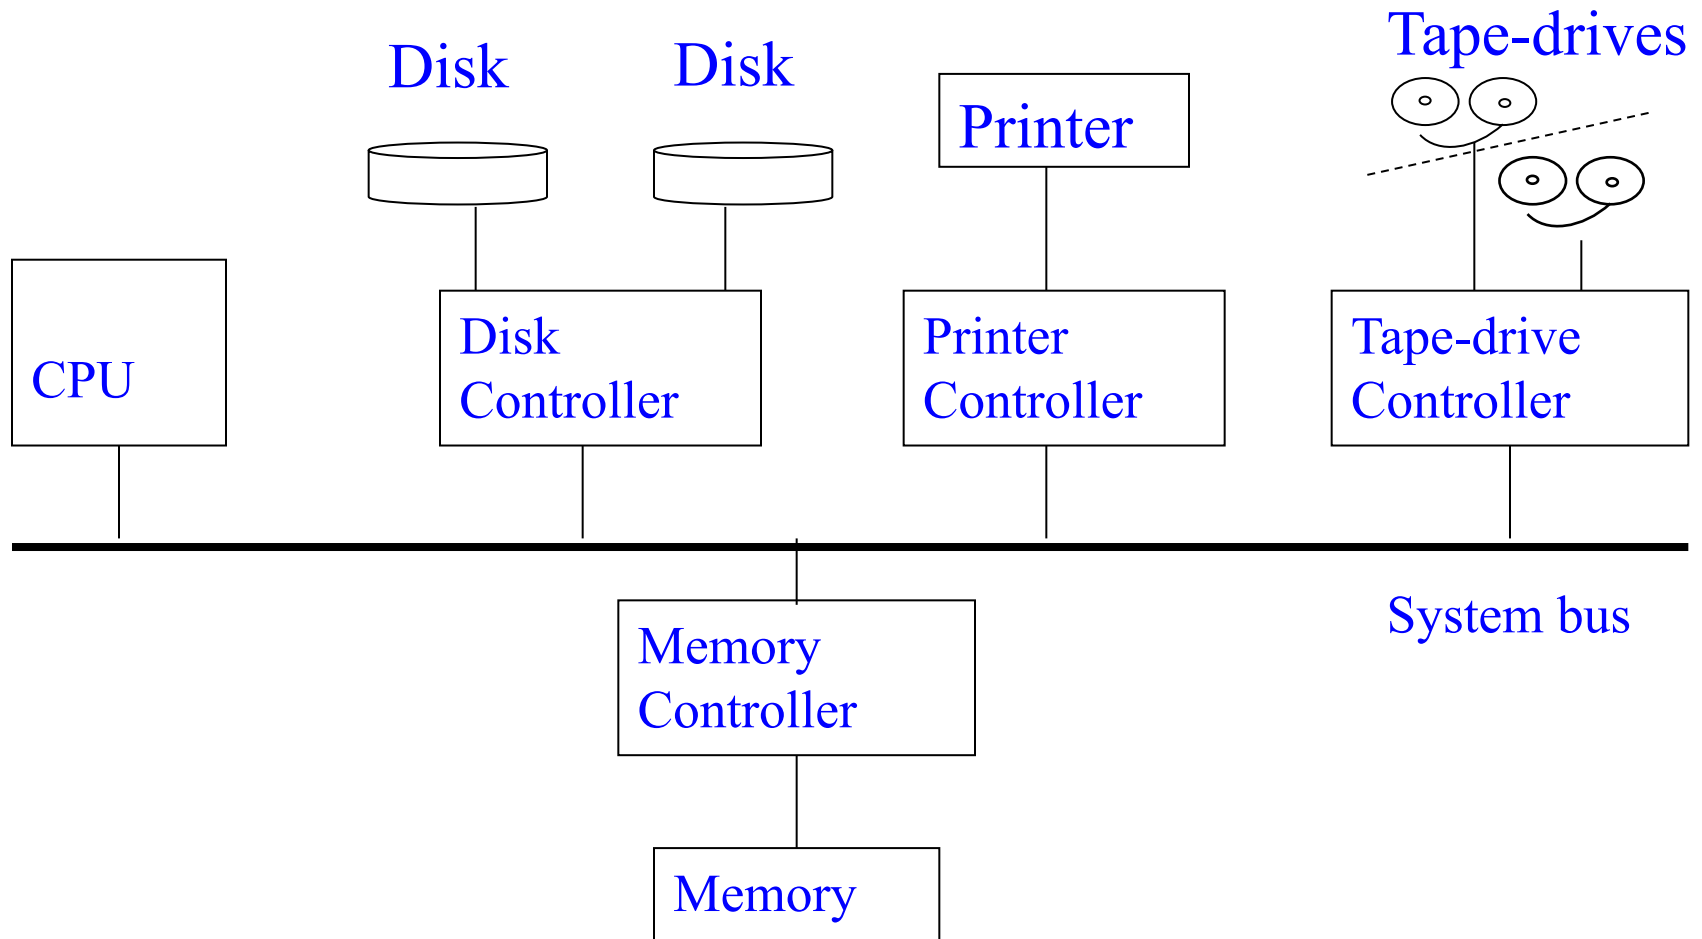 Tape-drives
Disk
Disk
Printer
CPU
Disk
Controller
Printer
Controller
Tape-drive
Controller
System bus
Memory
Controller
Memory